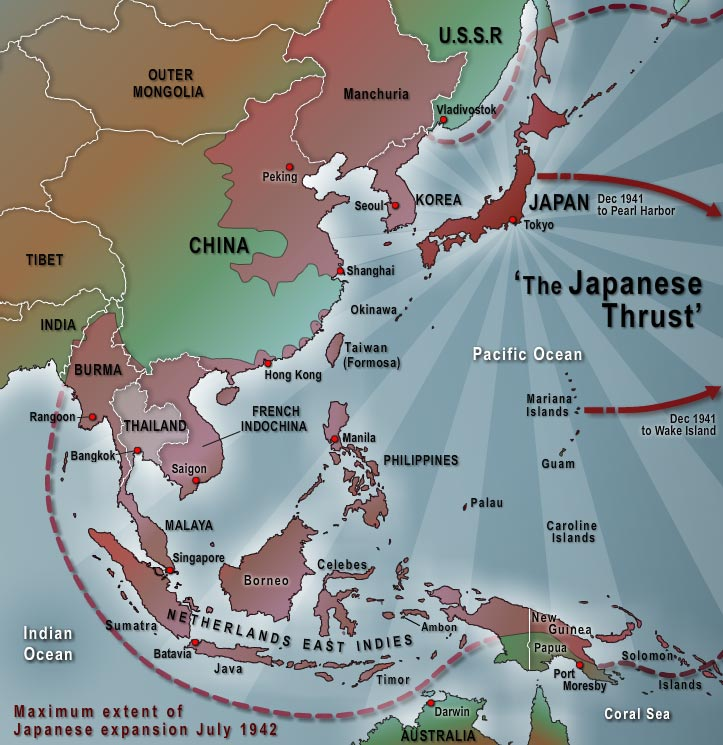 U.S.S.R
OUTER
MONGOLIA
Manchuria
Vladivostok
Peking
Seoul
KOREA
JAPAN
Dec 1941
to Pearl Harbor
Tokyo
CHINA
TIBET
Shanghai
'The Japanese
Thrust'
INDIA
Okinawa
BURMA
Taiwan
(Formosa)
Pacific Ocean
Hong Kong
Mariana
Islands
Dec 1941
to Wake Island
Rangoon
THAILAND
FRENCH
INDOCHINA
Manila
Bangkok
Saigon
PHILIPPINES
Guam
Palau
Caroline
Islands
MALAYA
Singapore
Borneo
Celebes
Indian
Ocean
Sumatra
NETHERLANDS EAST INDIES
Ambon
New
Guinea
Papua
Batavia
Java
Timor
Port
Moresby
Solomon
Islands
Maximum extent of
Japanese expansion July 1942
Darwin
AUSTRALIA
Coral Sea